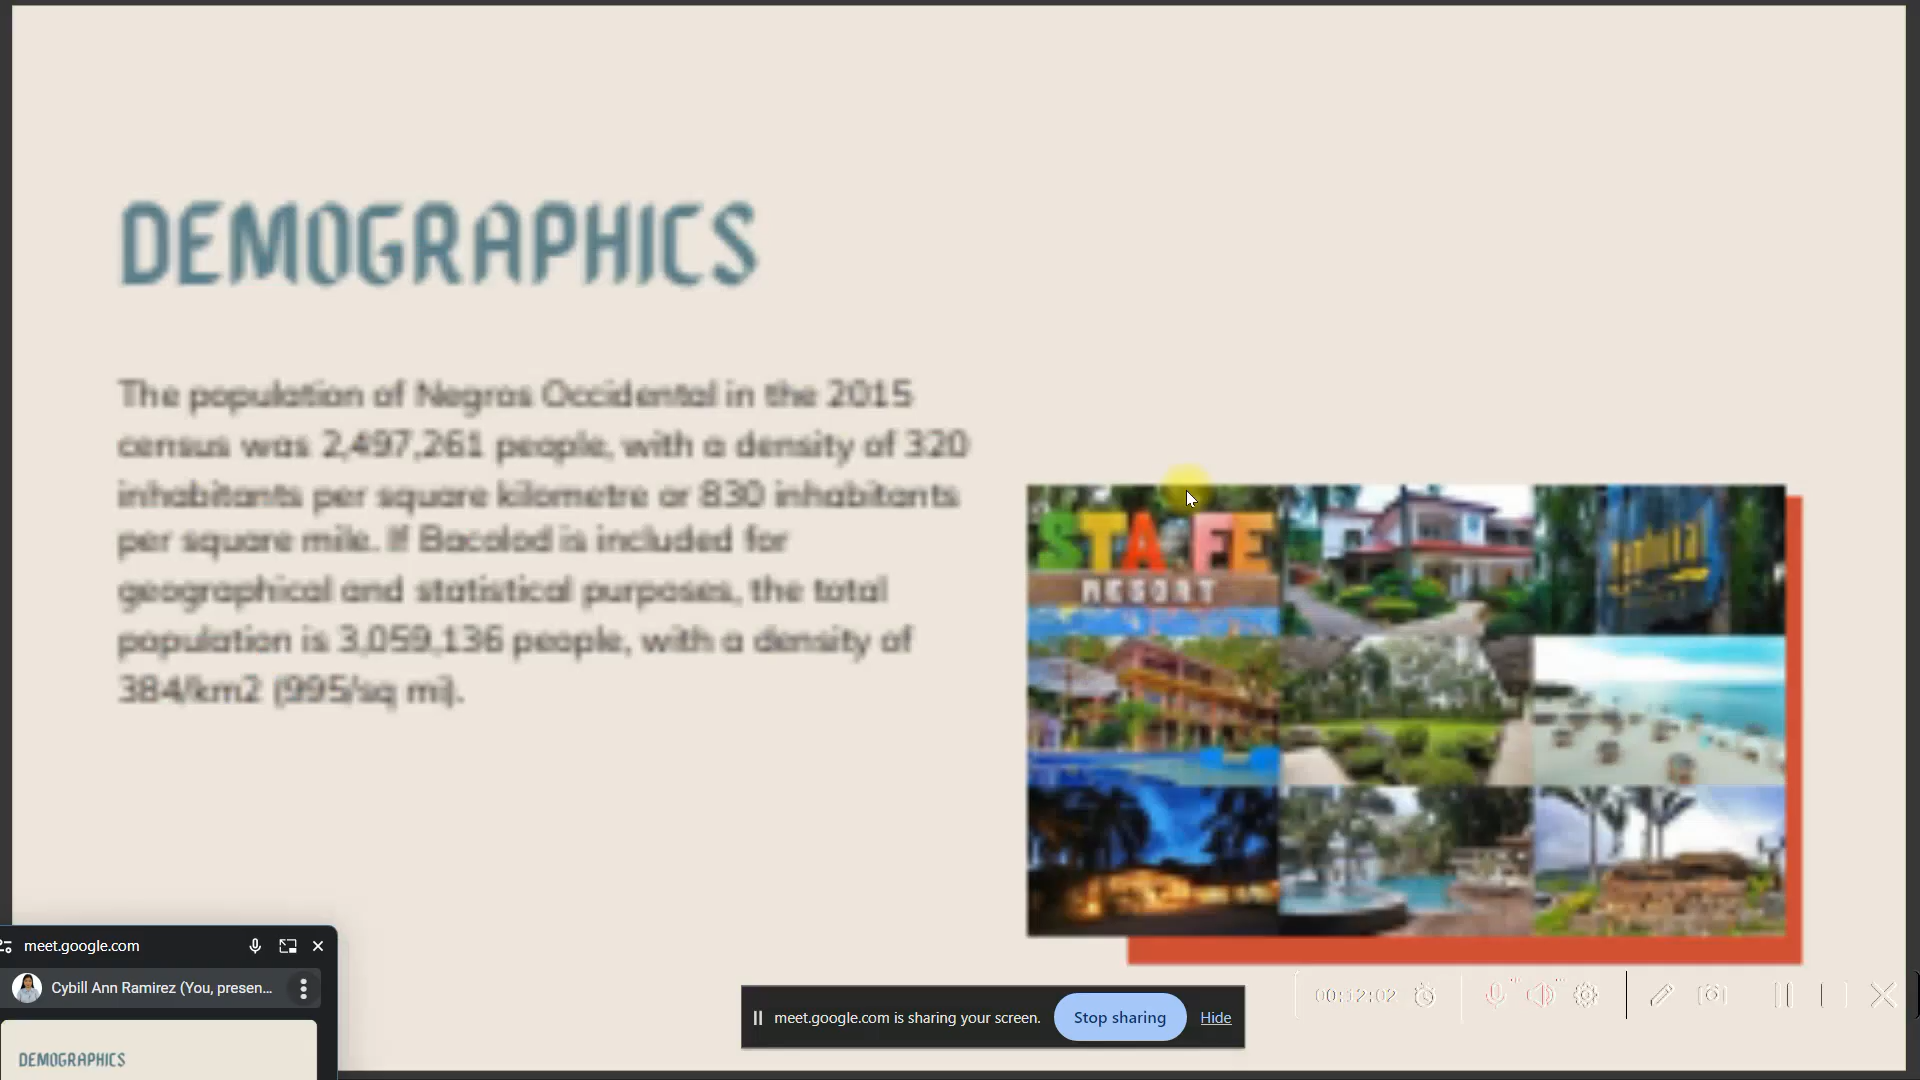 DEMOGRAPHICS
The population of Negros Occidental in the 2015
census was 2,497,261 people, with a density of 320
inhabitants per square kilometre or 830 inhabitants
per square mile. If Bacolod is included for
geographical and statistical purposes, the total
population is 3,059,136 people, with a density of
384/km2 (995/sq mi).
STA FE
RESORT
meet.google.com
Cybill Ann Ramirez (You, presen...
DEMOGRAPHICS
meet.google.com is sharing your screen.
Stop sharing
Hide
00:12:02